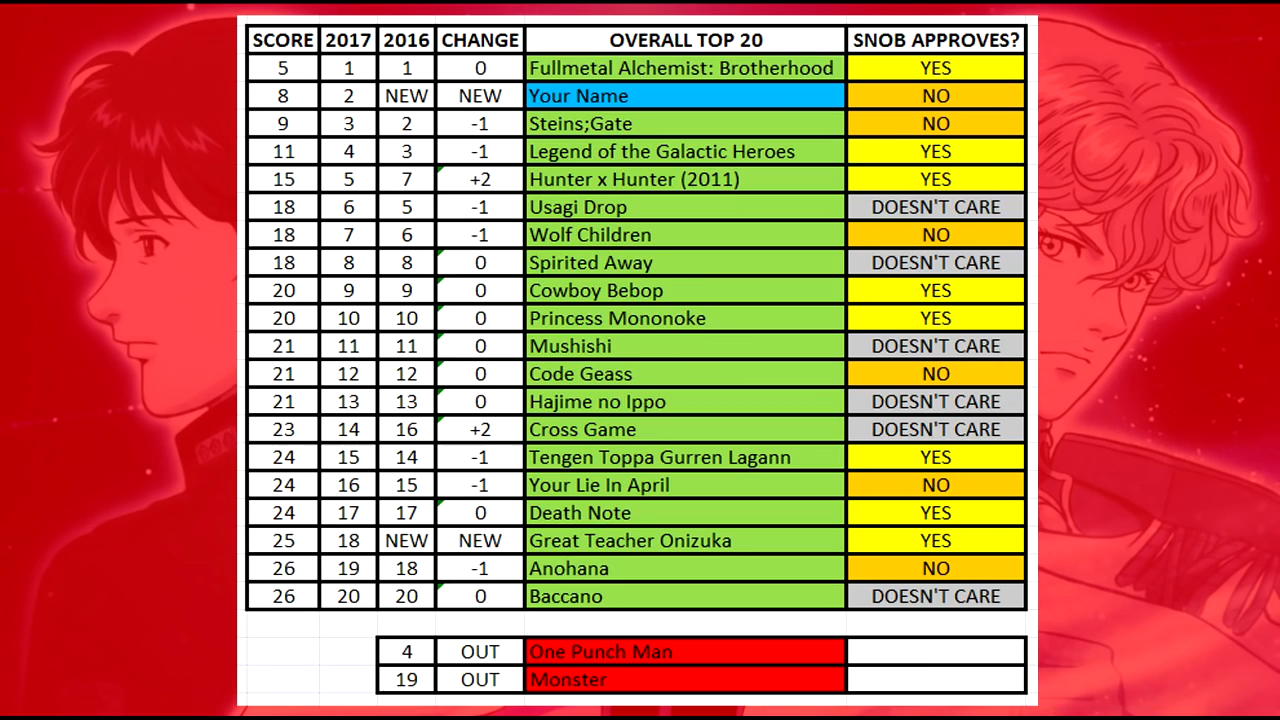 SCORE 2017 2016 CHANGE OVERALL TOP 20 SNOB APPROVES?
5 1 1 0 Fullmetal Alchemist: Brotherhood YES
8 2 NEW NEW Your Name NO
9 3 2 -1 Steins;Gate NO
11 4 3 -1 Legend of the Galactic Heroes YES
15 5 7 +2 Hunter x Hunter (2011) YES
18 6 5 -1 Usagi Drop DOESN'T CARE
18 7 6 -1 Wolf Children NO
18 8 8 0 Spirited Away DOESN'T CARE
20 9 9 0 Cowboy Bebop YES
20 10 10 0 Princess Mononoke YES
21 11 11 0 Mushishi DOESN'T CARE
21 12 12 0 Code Geass NO
21 13 13 0 Hajime no Ippo DOESN'T CARE
23 14 16 +2 Cross Game DOESN'T CARE
24 15 14 -1 Tengen Toppa Gurren Lagann YES
24 16 15 -1 Your Lie In April NO
24 17 17 0 Death Note YES
25 18 NEW NEW Great Teacher Onizuka YES
26 19 18 -1 Anohana NO
26 20 20 0 Baccano DOESN'T CARE
4 OUT One Punch Man
19 OUT Monster